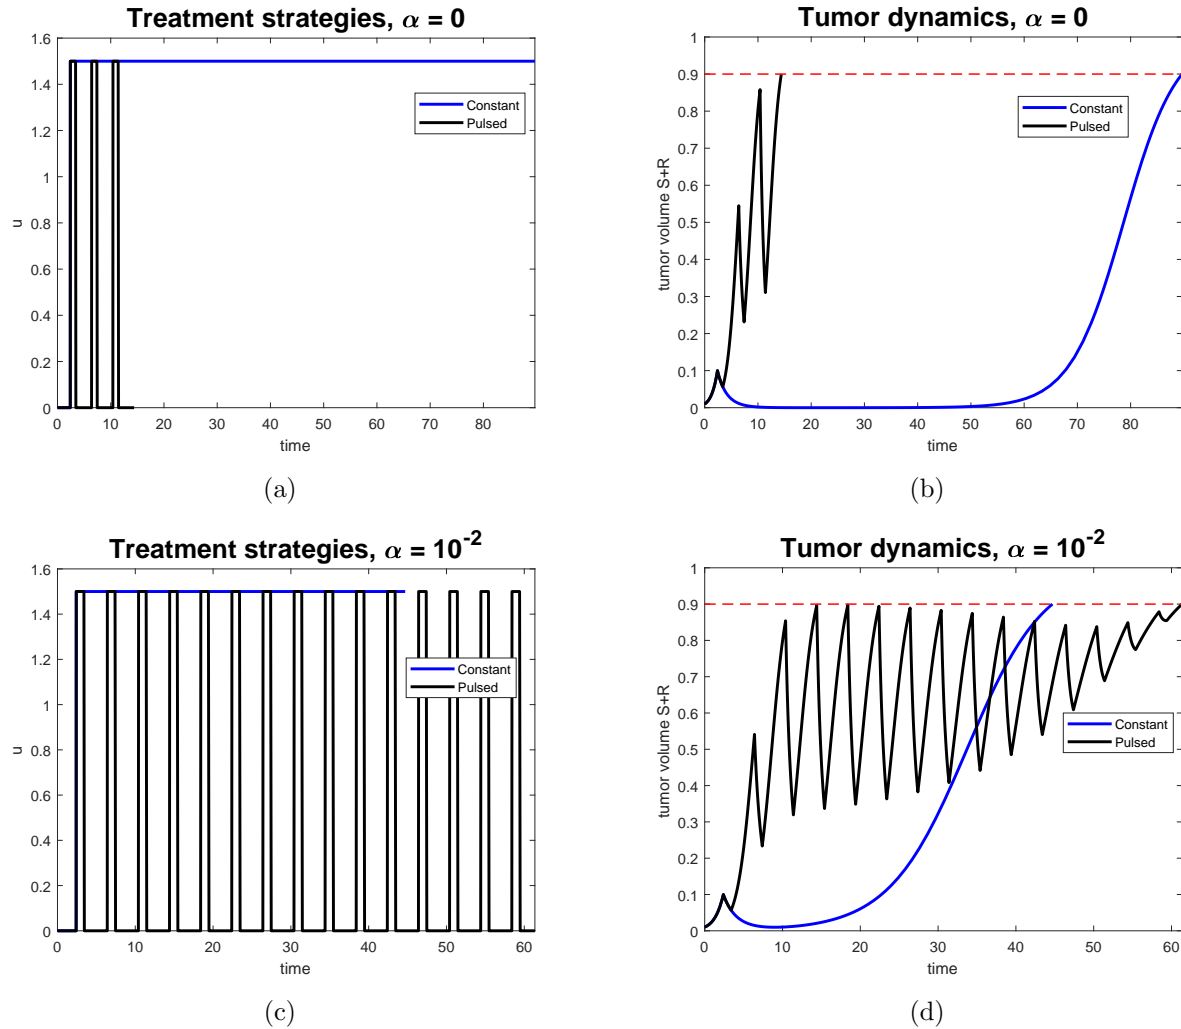 Treatment strategies, α = 0
1.6
1.4
1.2
1
0.8
0.6
0.4
0.2
0
u
0 10 20 30 40 50 60 70 80
time
Constant
Pulsed
(a)
Tumor dynamics, α = 0
1
0.9
0.8
0.7
0.6
0.5
0.4
0.3
0.2
0.1
0
tumor volume S+R
0 10 20 30 40 50 60 70 80
time
Constant
Pulsed
(b)
Treatment strategies, α = 10⁻²
1.6
1.4
1.2
1
0.8
0.6
0.4
0.2
0
u
0 10 20 30 40 50 60
time
Constant
Pulsed
(c)
Tumor dynamics, α = 10⁻²
1
0.9
0.8
0.7
0.6
0.5
0.4
0.3
0.2
0.1
0
tumor volume S+R
0 10 20 30 40 50 60
time
Constant
Pulsed
(d)